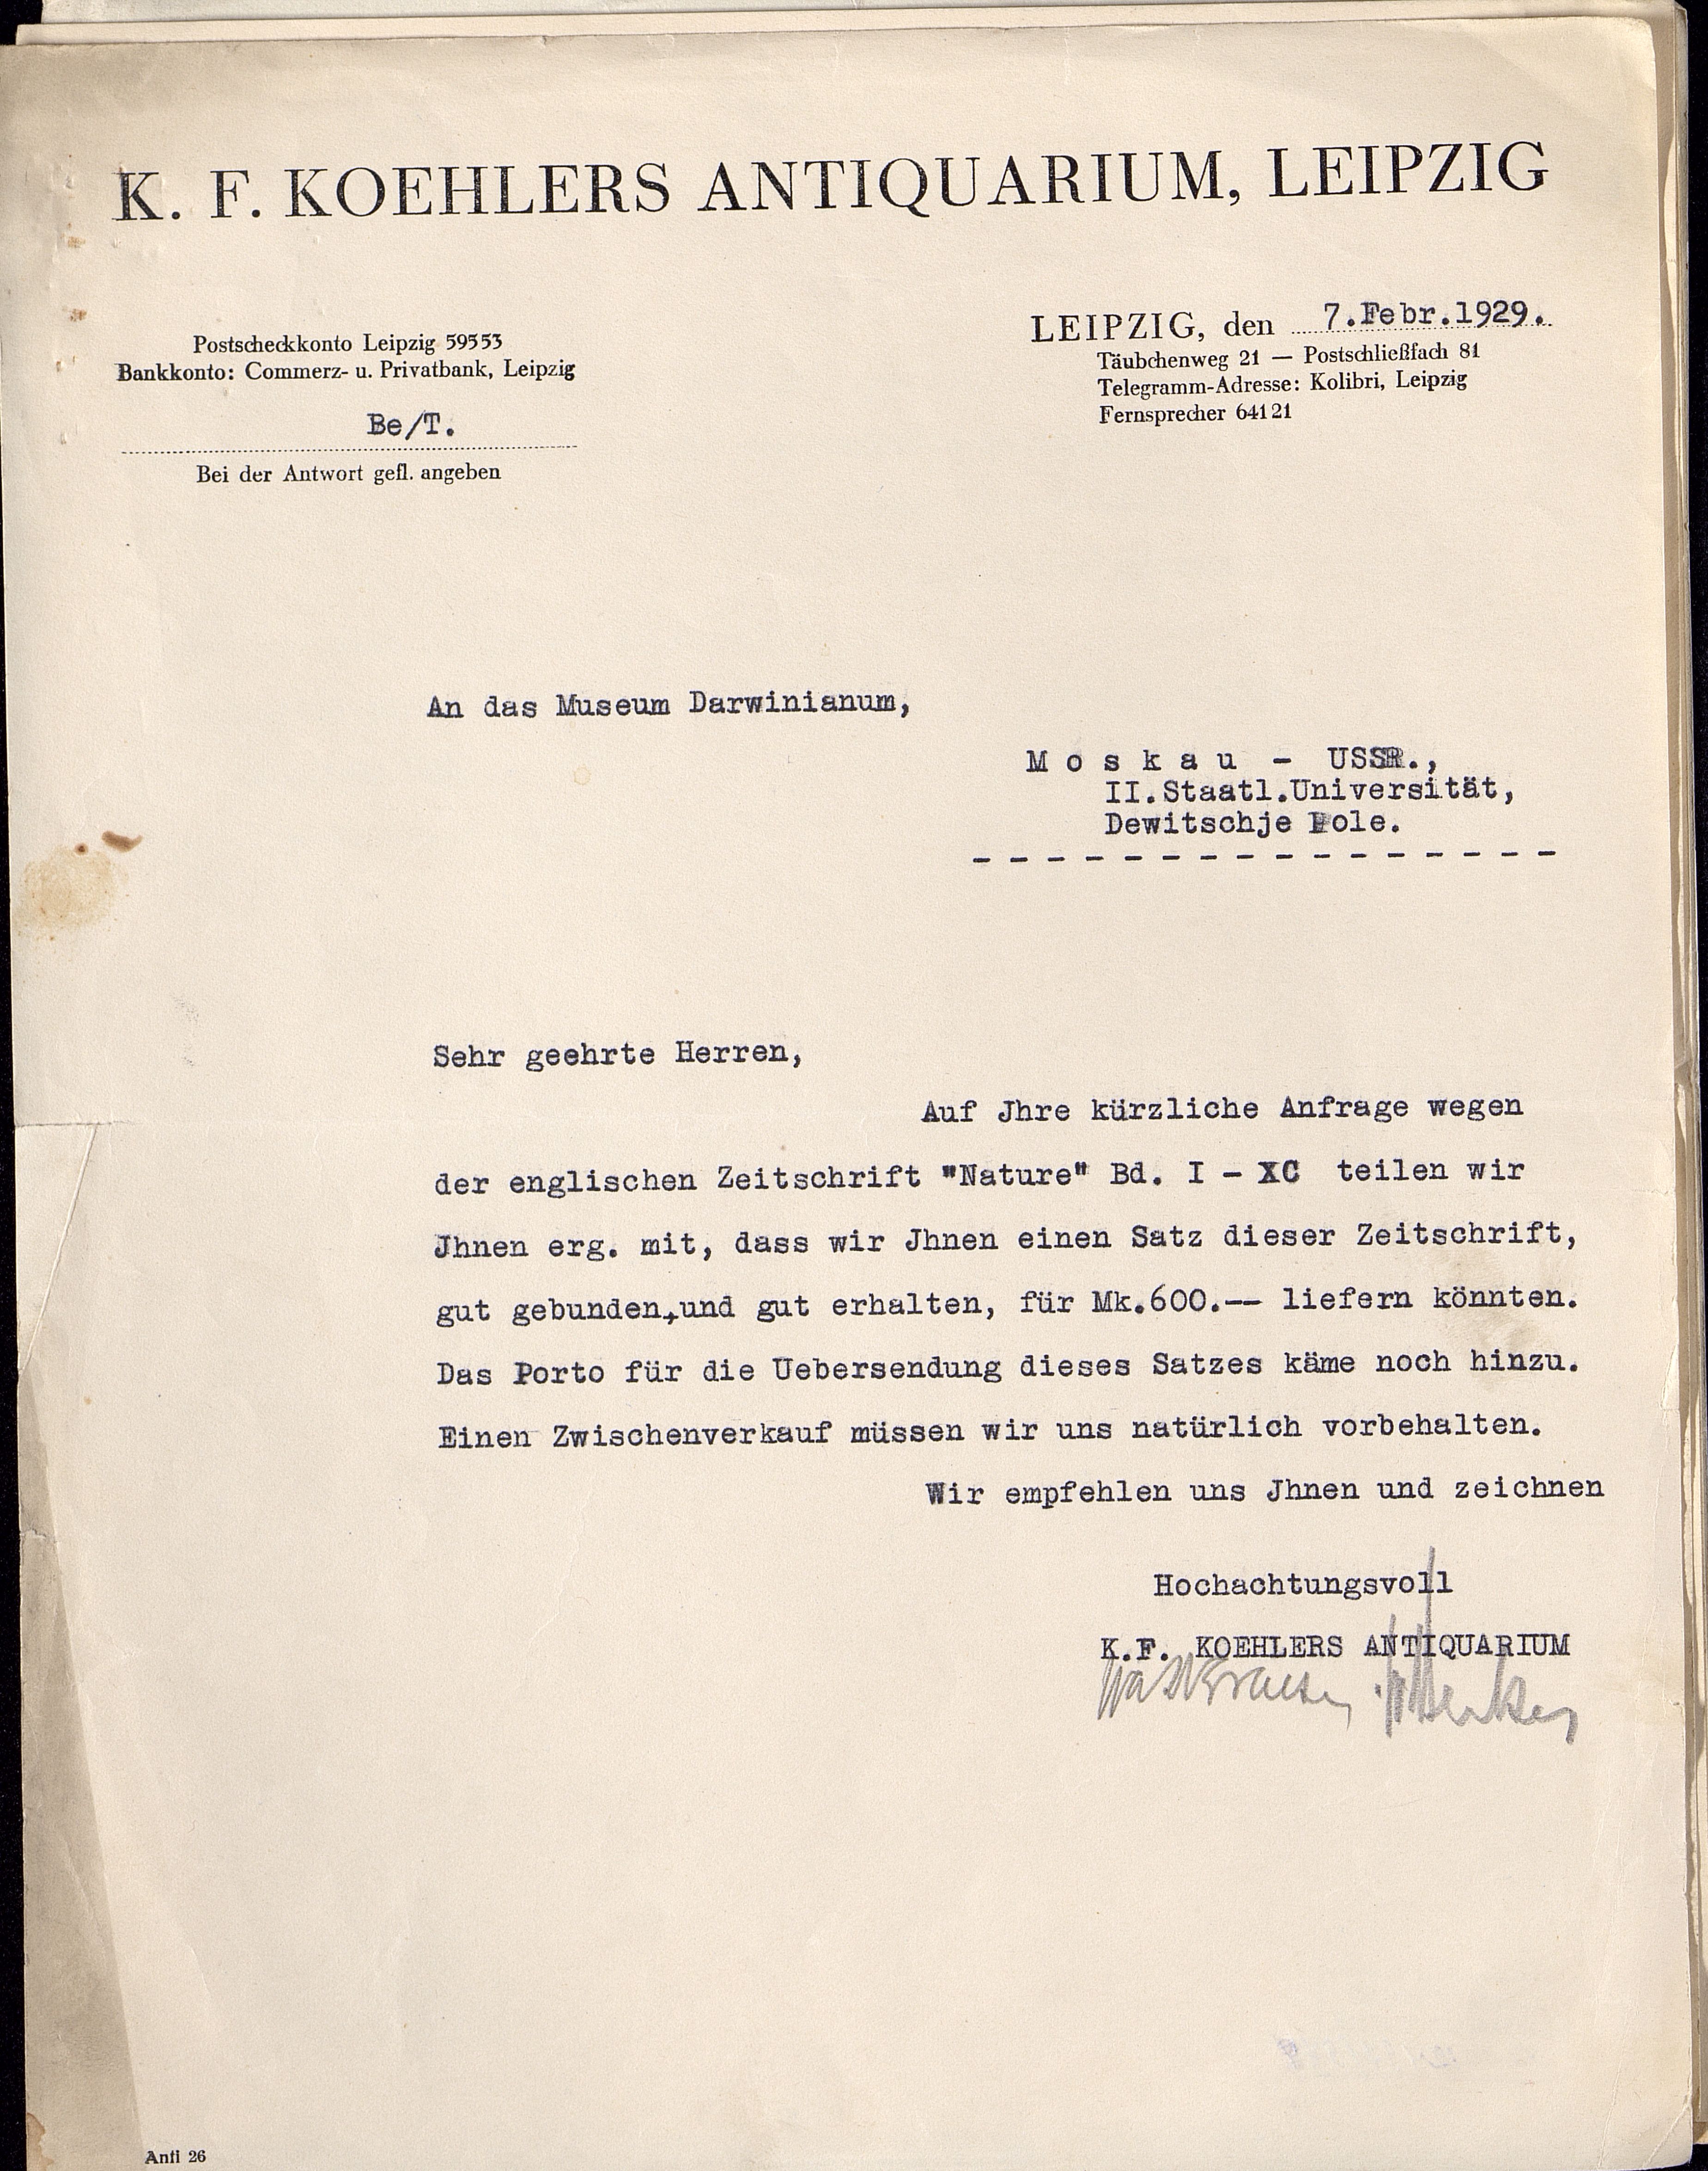 K. F. KOEHLERS ANTIQUARIUM, LEIPZIG
Postscheckkonto Leipzig 59553
Bankkonto: Commerz- u. Privatbank, Leipzig
Be/T.
Bei der Antwort gefl. angeben
LEIPZIG, den 7.Febr.1929.
Täubchenweg 21 — Postschließfach 81
Telegramm-Adresse: Kolibri, Leipzig
Fernsprecher 64121
An das Museum Darwinianum,
M o s k a u - USSR.,
II.Staatl.Universität,
Dewitschje Pole.
- - - - - - - - - - - - - - - -
Sehr geehrte Herren,
Auf Jhre kürzliche Anfrage wegen
der englischen Zeitschrift "Nature" Bd. I - XC teilen wir
Jhnen erg. mit, dass wir Jhnen einen Satz dieser Zeitschrift,
gut gebunden,und gut erhalten, für Mk.600.-- liefern könnten.
Das Porto für die Uebersendung dieses Satzes käme noch hinzu.
Einen Zwischenverkauf müssen wir uns natürlich vorbehalten.
Wir empfehlen uns Jhnen und zeichnen
Hochachtungsvoll
K.F. KOEHLERS ANTIQUARIUM
Anti 26